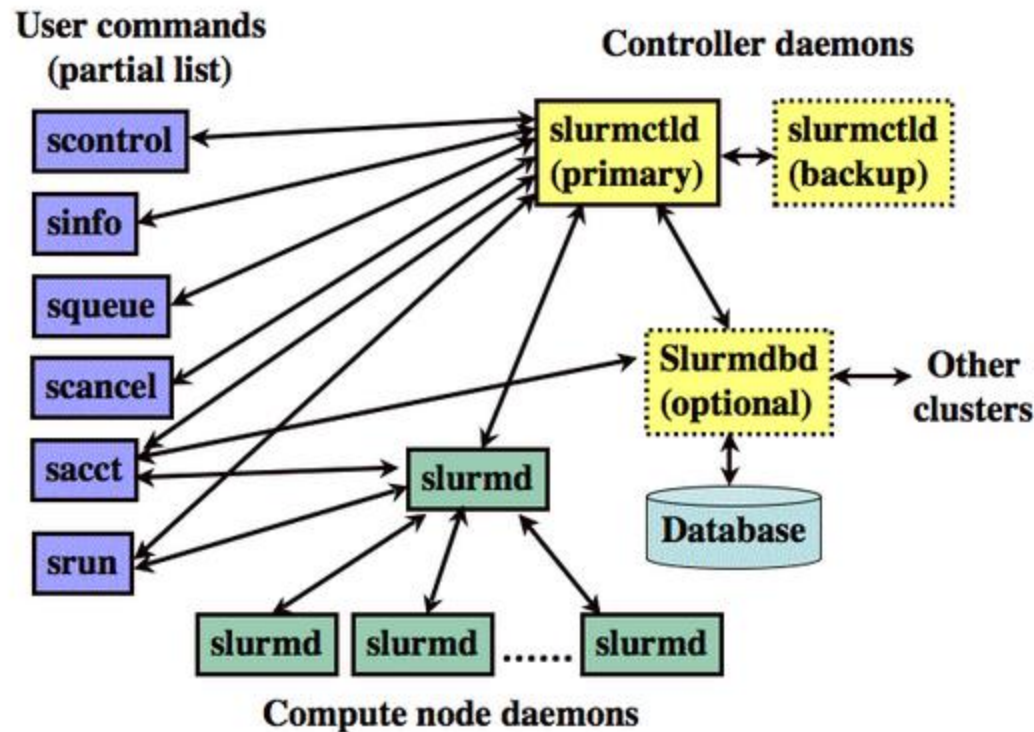 User commands
(partial list)
Controller daemons
scontrol
slurmctld
(primary)
slurmctld
(backup)
sinfo
squeue
scancel
Slurmdbd
(optional)
Other
clusters
sacct
slurmd
Database
srun
slurmd
slurmd
......
slurmd
Compute node daemons